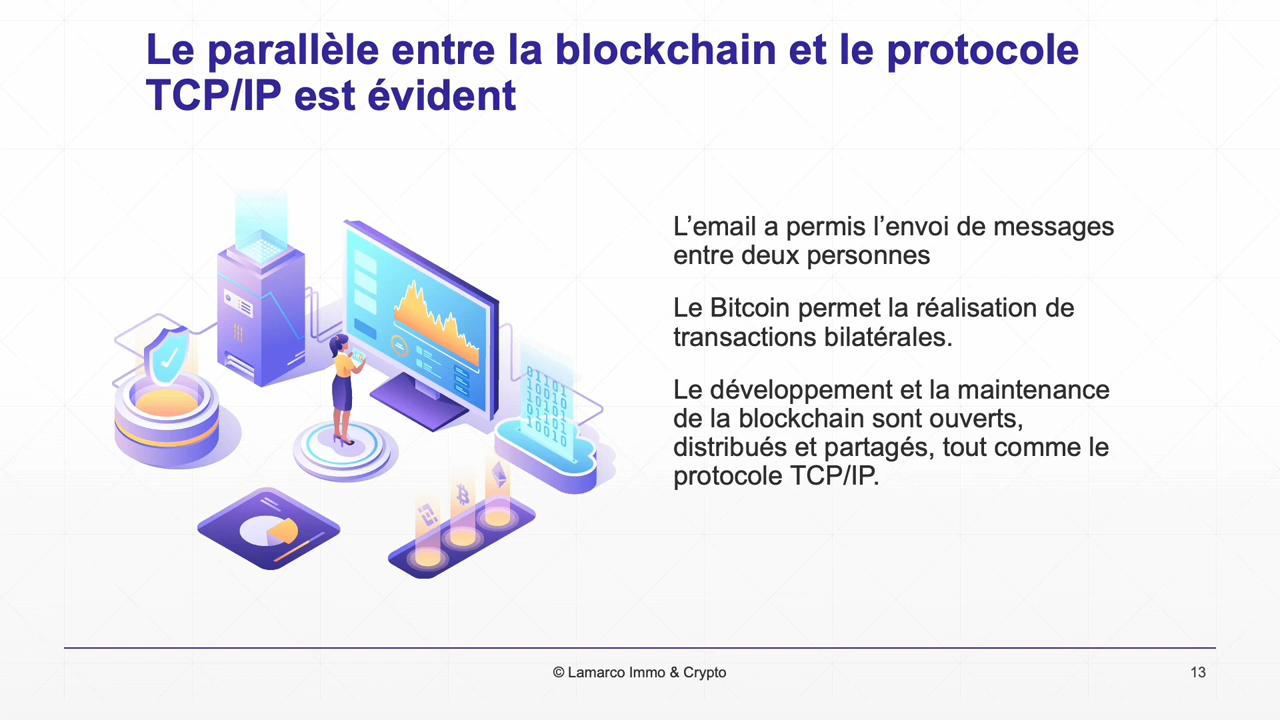 Le parallèle entre la blockchain et le protocole
TCP/IP est évident
L’email a permis l’envoi de messages
entre deux personnes
Le Bitcoin permet la réalisation de
transactions bilatérales.
Le développement et la maintenance
de la blockchain sont ouverts,
distribués et partagés, tout comme le
protocole TCP/IP.
© Lamarco Immo & Crypto
13